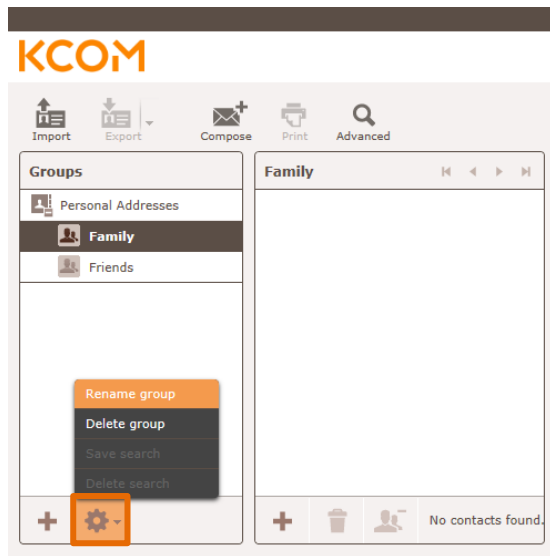 KCOM
Import Export Compose Print Advanced
Groups
Family
Personal Addresses
Family
Friends
Rename group
Delete group
Save search
Delete search
No contacts found.